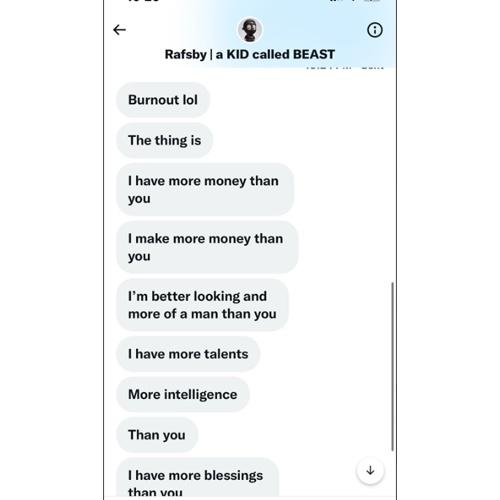 Rafsby | a KID called BEAST
Burnout lol
The thing is
I have more money than
you
I make more money than
you
I'm better looking and
more of a man than you
I have more talents
More intelligence
Than you
I have more blessings
than you